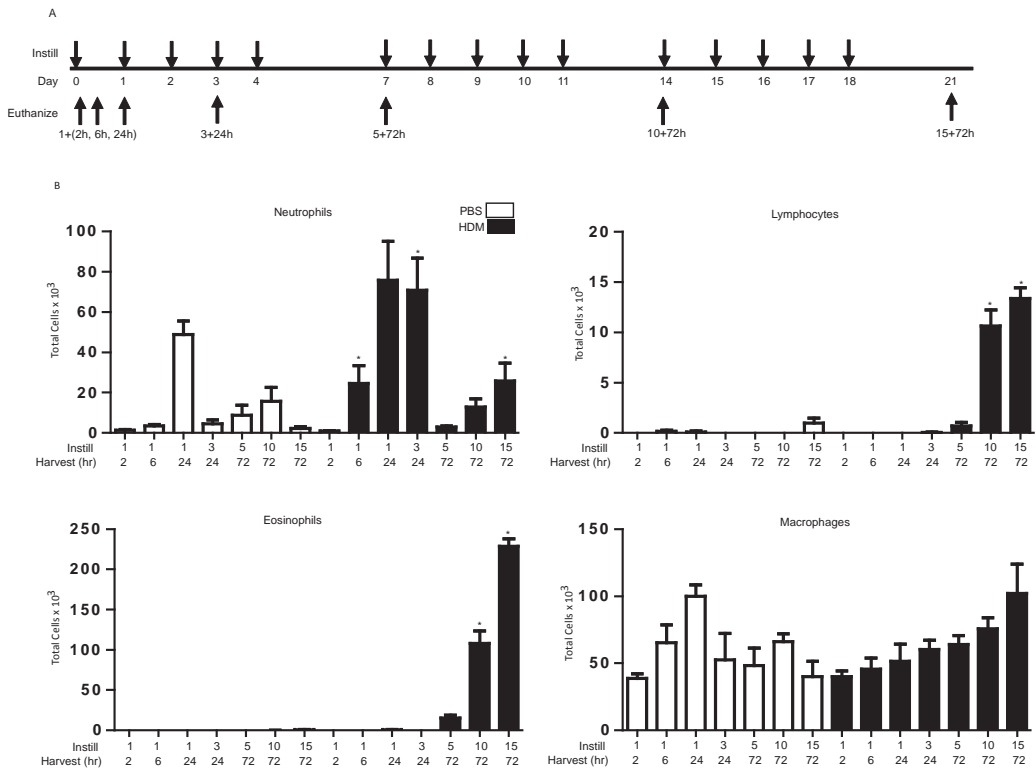 A
Instill
Day 0 1 2 3 4 7 8 9 10 11 14 15 16 17 18 21
Euthanize
1+(2h, 6h, 24h) 3+24h 5+72h 10+72h 15+72h
B
Neutrophils
PBS
HDM
Total Cells x 10³
100
80
60
40
20
0
* * *
Instill 1 1 1 3 5 10 15 1 1 1 3 5 10 15
Harvest (hr) 2 6 24 24 72 72 72 2 6 24 24 72 72 72
Lymphocytes
Total Cells x 10³
20
15
10
5
0
* *
Instill 1 1 1 3 5 10 15 1 1 1 3 5 10 15
Harvest (hr) 2 6 24 24 72 72 72 2 6 24 24 72 72 72
Eosinophils
Total Cells x 10³
250
200
150
100
50
0
* *
Instill 1 1 1 3 5 10 15 1 1 1 3 5 10 15
Harvest (hr) 2 6 24 24 72 72 72 2 6 24 24 72 72 72
Macrophages
Total Cells x 10³
150
100
50
0
Instill 1 1 1 3 5 10 15 1 1 1 3 5 10 15
Harvest (hr) 2 6 24 24 72 72 72 2 6 24 24 72 72 72